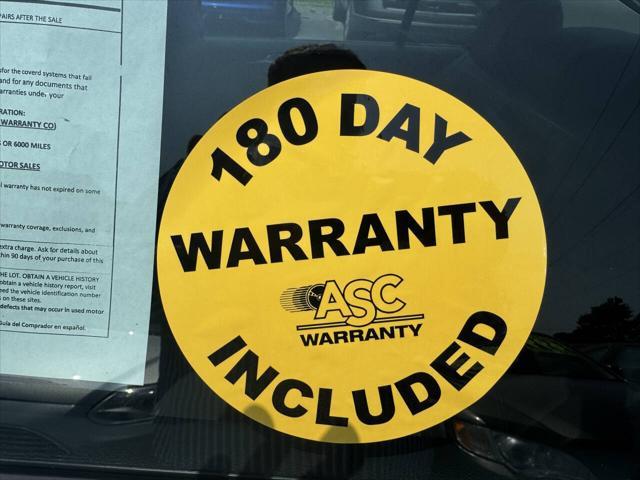 PAIRS AFTER THE SALE
for the coverd systems that fail
and for any documents that
arranties under your
RATION:
WARRANTY CO)
OR 6000 MILES
OTOR SALES
l warranty has not expired on some
warranty coverage, exclusions, and
extra charge. Ask for details about
thin 90 days of your purchase of this
HE LOT. OBTAIN A VEHICLE HISTORY
obtain a vehicle history report, visit
eed the vehicle identification number
s on these sites.
defects that may occur in used motor
Guía del Comprador en español.
180 DAY
WARRANTY
ASC
WARRANTY
INCLUDED